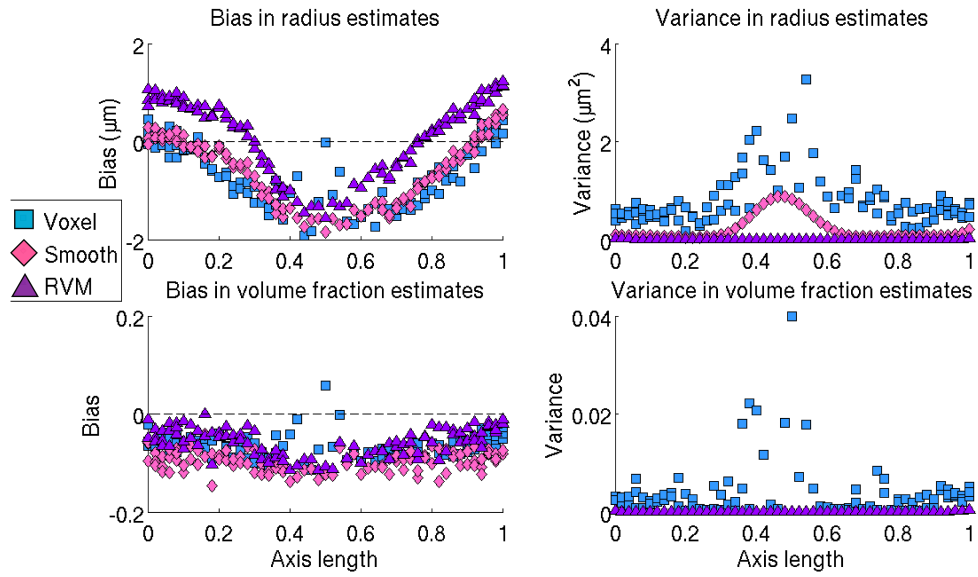 Bias in radius estimates
Variance in radius estimates
2
0
-2
Bias (μm)
0 0.2 0.4 0.6 0.8 1
4
2
0
Variance (μm²)
0 0.2 0.4 0.6 0.8 1
Voxel
Smooth
RVM
Bias in volume fraction estimates
Variance in volume fraction estimates
0.2
0
-0.2
Bias
0 0.2 0.4 0.6 0.8 1
Axis length
0.04
0.02
0
Variance
0 0.2 0.4 0.6 0.8 1
Axis length